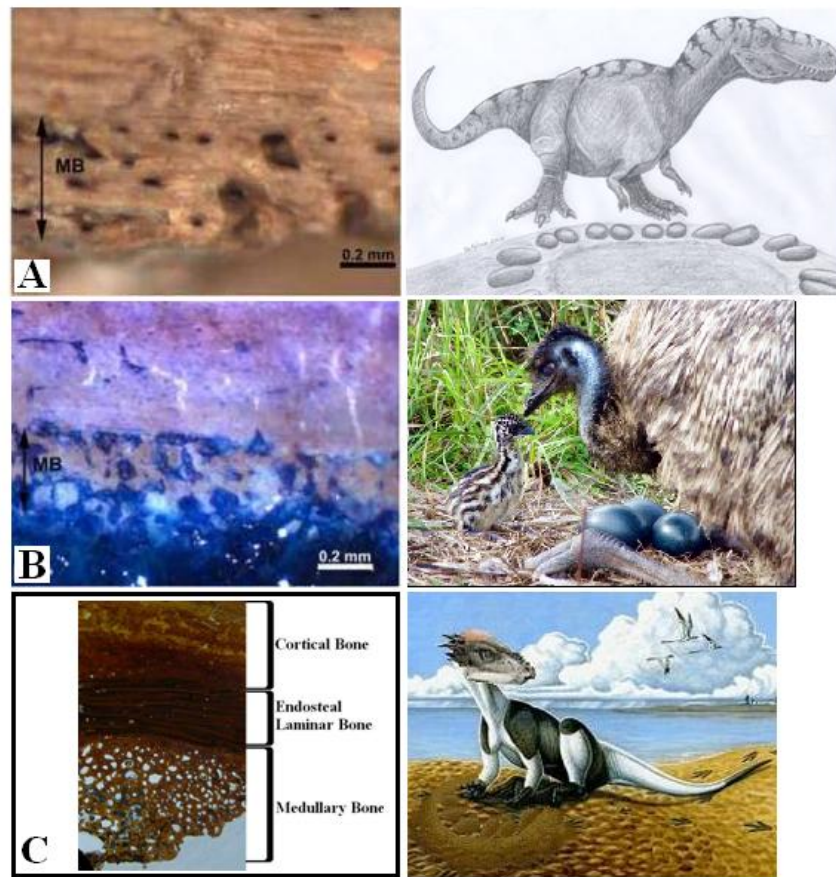 MB
0.2 mm
A
MB
0.2 mm
B
Cortical Bone
Endosteal
Laminar Bone
Medullary Bone
C